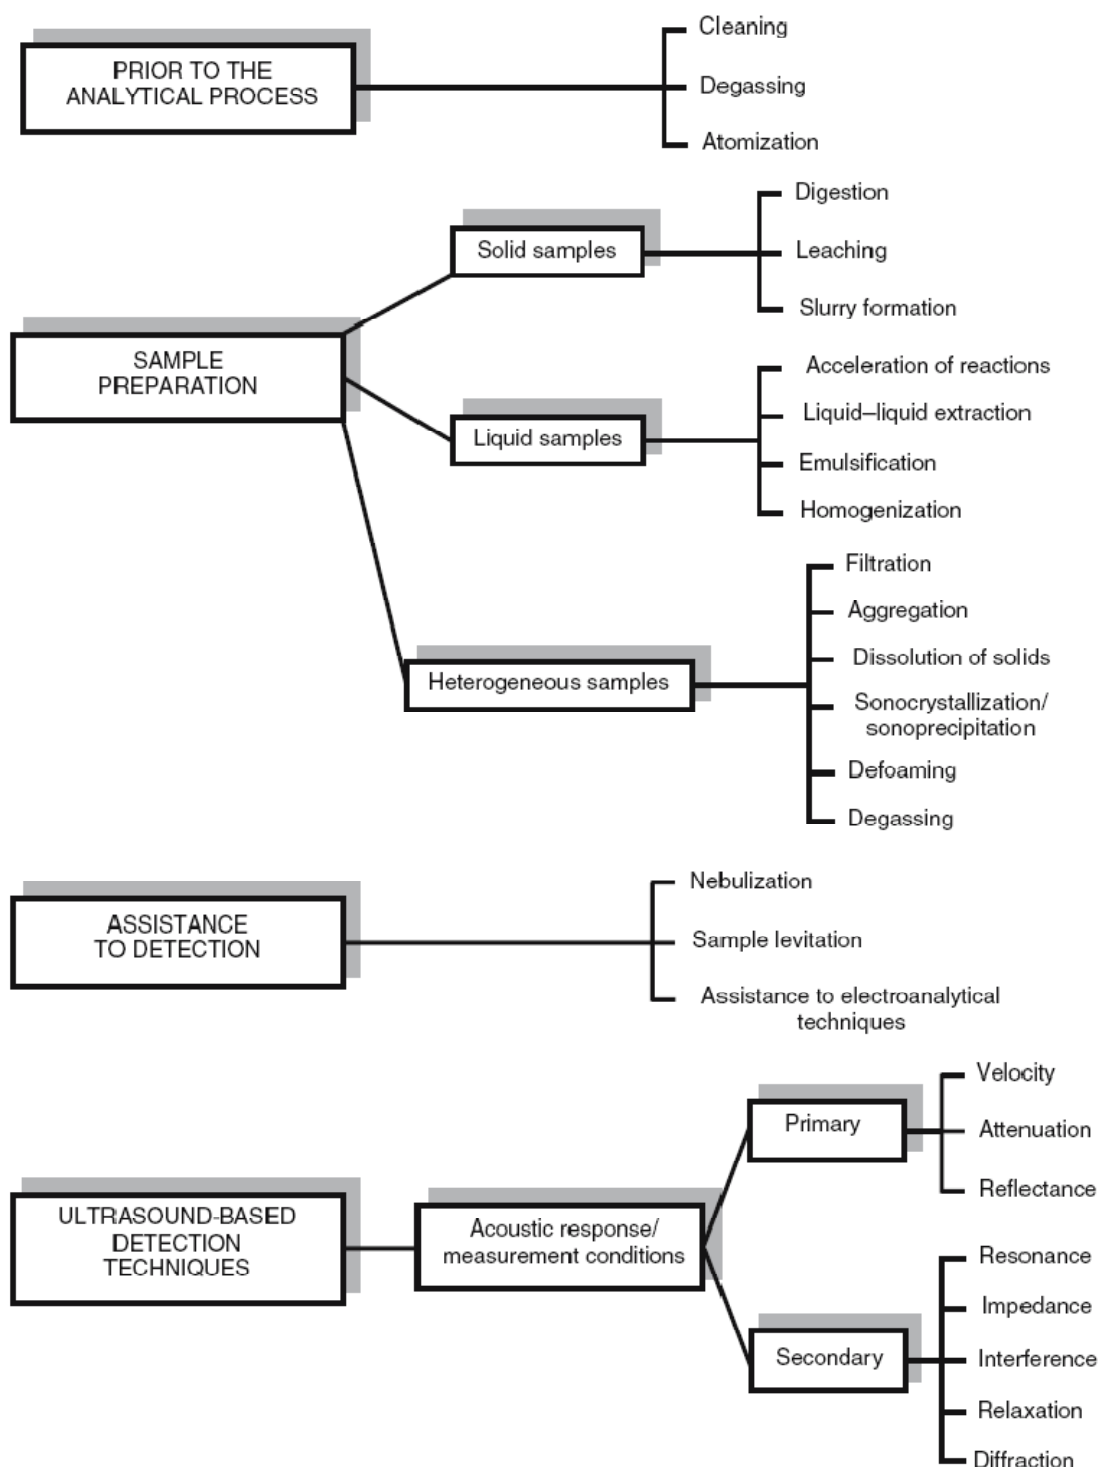 PRIOR TO THE
ANALYTICAL PROCESS
Cleaning
Degassing
Atomization
SAMPLE
PREPARATION
Solid samples
Digestion
Leaching
Slurry formation
Liquid samples
Acceleration of reactions
Liquid–liquid extraction
Emulsification
Homogenization
Heterogeneous samples
Filtration
Aggregation
Dissolution of solids
Sonocrystallization/
sonoprecipitation
Defoaming
Degassing
ASSISTANCE
TO DETECTION
Nebulization
Sample levitation
Assistance to electroanalytical
techniques
ULTRASOUND-BASED
DETECTION
TECHNIQUES
Acoustic response/
measurement conditions
Primary
Velocity
Attenuation
Reflectance
Secondary
Resonance
Impedance
Interference
Relaxation
Diffraction